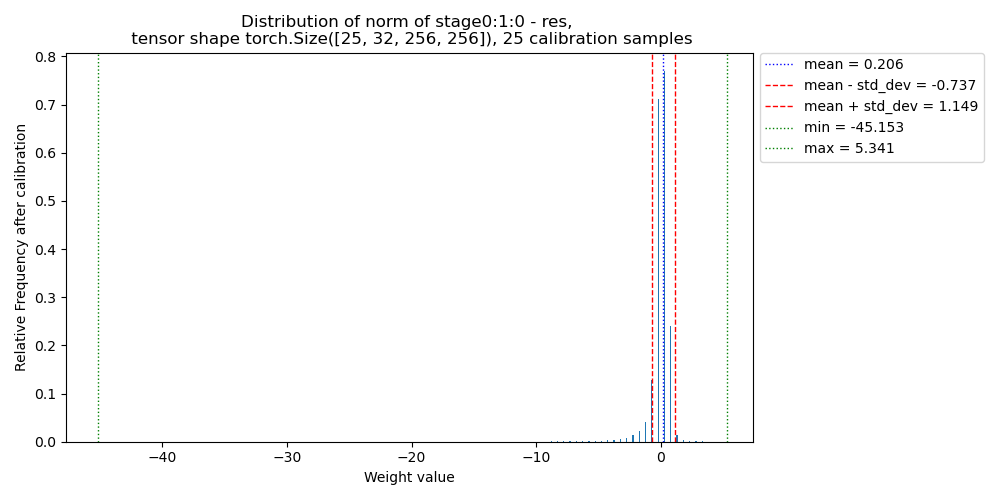 Distribution of norm of stage0:1:0 - res,
tensor shape torch.Size([25, 32, 256, 256]), 25 calibration samples
mean = 0.206
mean - std_dev = -0.737
mean + std_dev = 1.149
min = -45.153
max = 5.341
Relative Frequency after calibration
0.8
0.7
0.6
0.5
0.4
0.3
0.2
0.1
0.0
−40
−30
−20
−10
0
Weight value